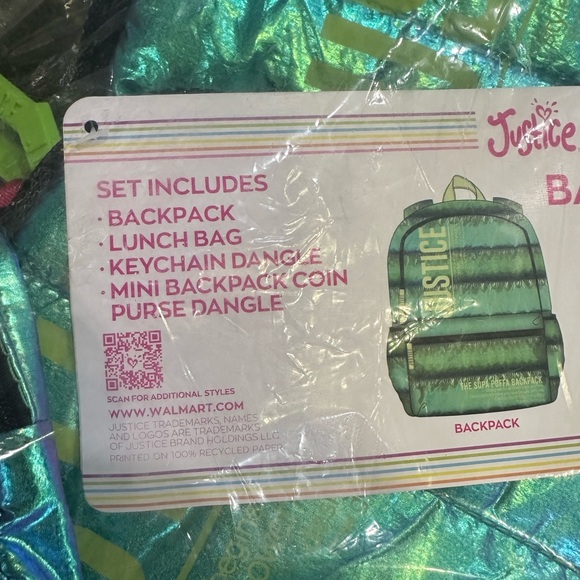 Justice
BA
SET INCLUDES
· BACKPACK
· LUNCH BAG
· KEYCHAIN DANGLE
· MINI BACKPACK COIN
PURSE DANGLE
SCAN FOR ADDITIONAL STYLES
WWW.WALMART.COM
JUSTICE TRADEMARKS, NAMES
AND LOGOS ARE TRADEMARKS
OF JUSTICE BRAND HOLDINGS LLC.
PRINTED ON 100% RECYCLED PAPER
JUSTICE
THE SUPA PUFFA BACKPACK
BACKPACK